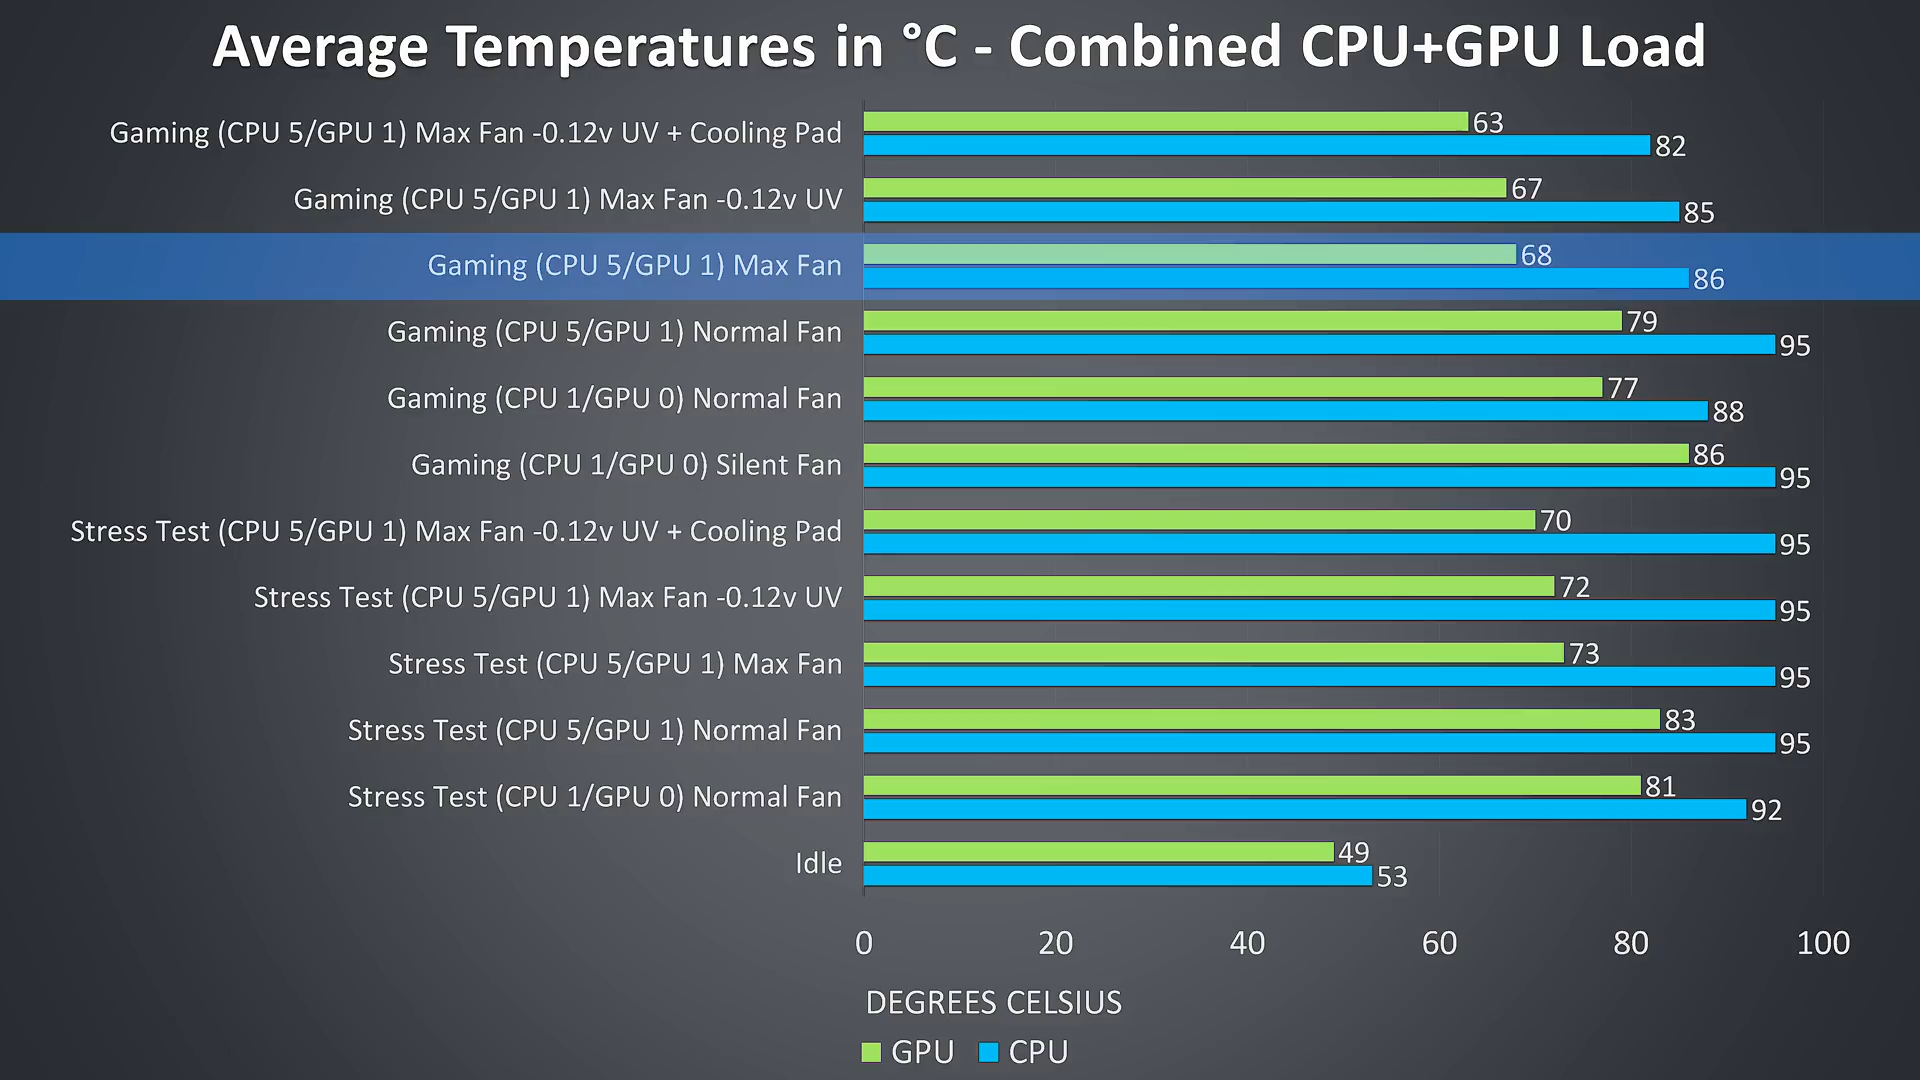 Average Temperatures in °C - Combined CPU+GPU Load
Gaming (CPU 5/GPU 1) Max Fan -0.12v UV + Cooling Pad
63
82
Gaming (CPU 5/GPU 1) Max Fan -0.12v UV
67
85
Gaming (CPU 5/GPU 1) Max Fan
68
86
Gaming (CPU 5/GPU 1) Normal Fan
79
95
Gaming (CPU 1/GPU 0) Normal Fan
77
88
Gaming (CPU 1/GPU 0) Silent Fan
86
95
Stress Test (CPU 5/GPU 1) Max Fan -0.12v UV + Cooling Pad
70
95
Stress Test (CPU 5/GPU 1) Max Fan -0.12v UV
72
95
Stress Test (CPU 5/GPU 1) Max Fan
73
95
Stress Test (CPU 5/GPU 1) Normal Fan
83
95
Stress Test (CPU 1/GPU 0) Normal Fan
81
92
Idle
49
53
0 20 40 60 80 100
DEGREES CELSIUS
GPU CPU